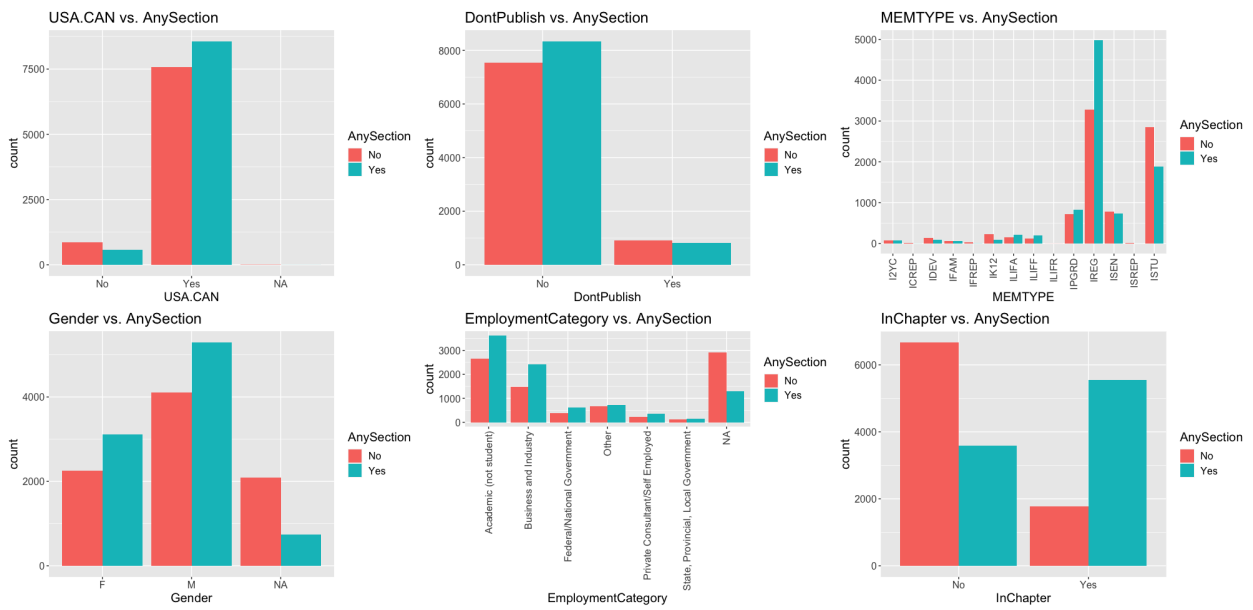 USA.CAN vs. AnySection
count
7500
5000
2500
0
No
Yes
NA
USA.CAN
AnySection
No
Yes
DontPublish vs. AnySection
count
8000
6000
4000
2000
0
No
Yes
DontPublish
AnySection
No
Yes
MEMTYPE vs. AnySection
count
5000
4000
3000
2000
1000
0
I2YC
ICREP
IDEV
IFAM
IFREP
IK12
ILIFA
ILIFF
ILIFR
IPGRD
IREG
ISEN
ISREP
ISTU
MEMTYPE
AnySection
No
Yes
Gender vs. AnySection
count
4000
2000
0
F
M
NA
Gender
AnySection
No
Yes
EmploymentCategory vs. AnySection
count
3000
2000
1000
0
Academic (not student)
Business and Industry
Federal/National Government
Other
Private Consultant/Self Employed
State, Provincial, Local Government
NA
EmploymentCategory
AnySection
No
Yes
InChapter vs. AnySection
count
6000
4000
2000
0
No
Yes
InChapter
AnySection
No
Yes